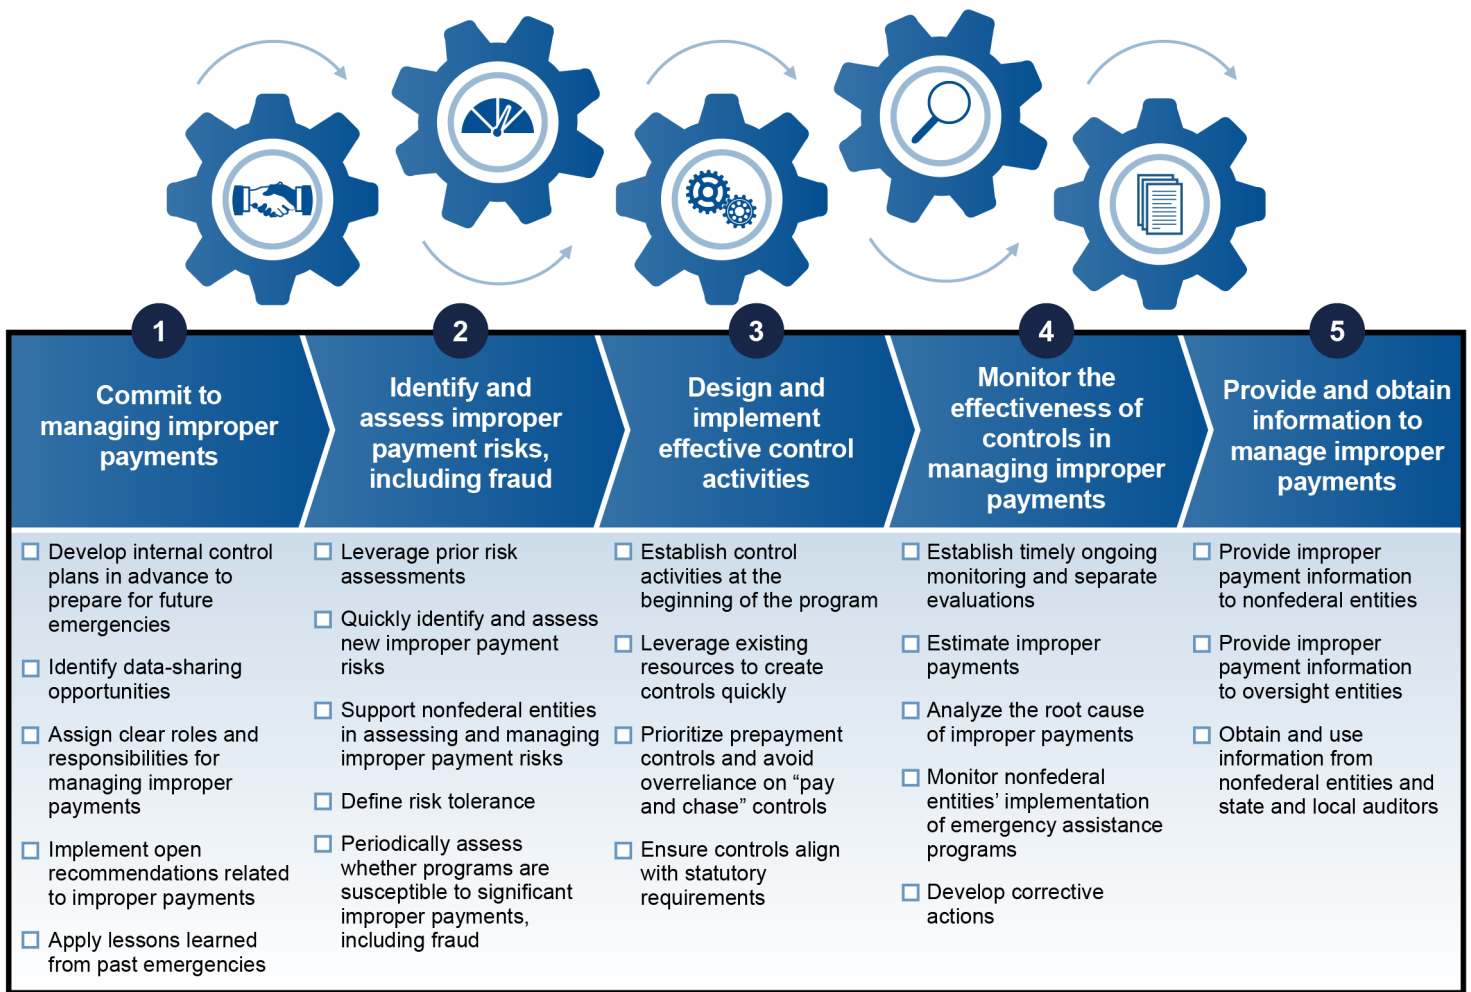 1
Commit to
managing improper
payments
Develop internal control
plans in advance to
prepare for future
emergencies
Identify data-sharing
opportunities
Assign clear roles and
responsibilities for
managing improper
payments
Implement open
recommendations related
to improper payments
Apply lessons learned
from past emergencies
2
Identify and
assess improper
payment risks,
including fraud
Leverage prior risk
assessments
Quickly identify and assess
new improper payment
risks
Support nonfederal entities
in assessing and managing
improper payment risks
Define risk tolerance
Periodically assess
whether programs are
susceptible to significant
improper payments,
including fraud
3
Design and
implement
effective control
activities
Establish control
activities at the
beginning of the program
Leverage existing
resources to create
controls quickly
Prioritize prepayment
controls and avoid
overreliance on “pay
and chase” controls
Ensure controls align
with statutory
requirements
4
Monitor the
effectiveness of
controls in
managing improper
payments
Establish timely ongoing
monitoring and separate
evaluations
Estimate improper
payments
Analyze the root cause
of improper payments
Monitor nonfederal
entities’ implementation
of emergency assistance
programs
Develop corrective
actions
5
Provide and obtain
information to
manage improper
payments
Provide improper
payment information
to nonfederal entities
Provide improper
payment information
to oversight entities
Obtain and use
information from
nonfederal entities and
state and local auditors